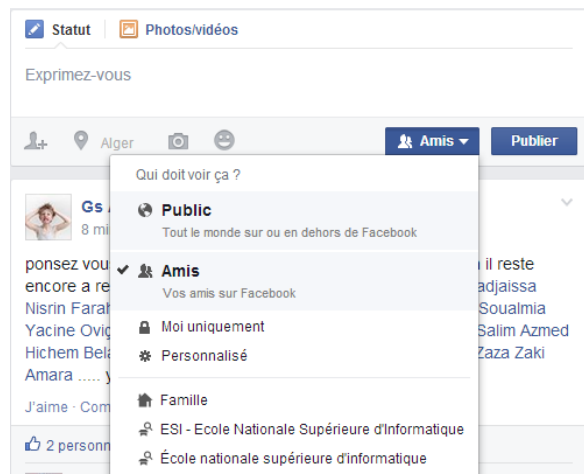 Statut Photos/vidéos
Exprimez-vous
Alger Amis Publier
Qui doit voir ça ?
Gs
Public
8 mi
Tout le monde sur ou en dehors de Facebook
ponsez vou il reste
Amis
encore a re adjaissa
Vos amis sur Facebook
Nisrin Farah Soualmia
Moi uniquement
Yacine Ovi Salim Azmed
Personnalisé
Hichem Bela Zaza Zaki
Amara ..... y
Famille
J'aime · Com
ESI - Ecole Nationale Supérieure d'Informatique
2 personn
École nationale supérieure d'informatique